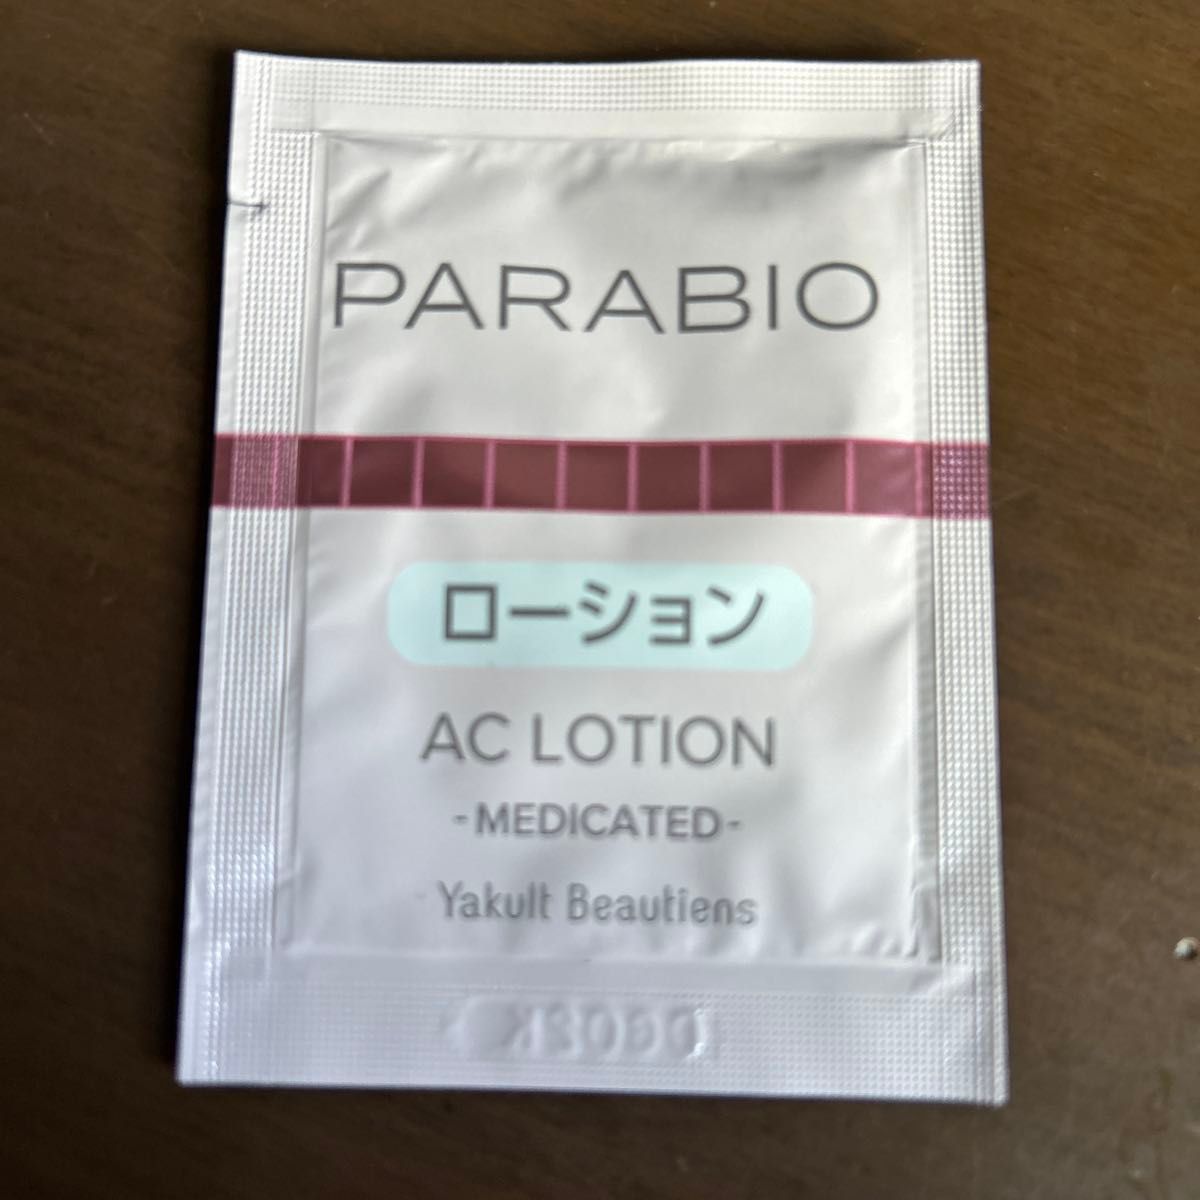 PARABIO
ローション
AC LOTION
-MEDICATED-
Yakult Beautiens